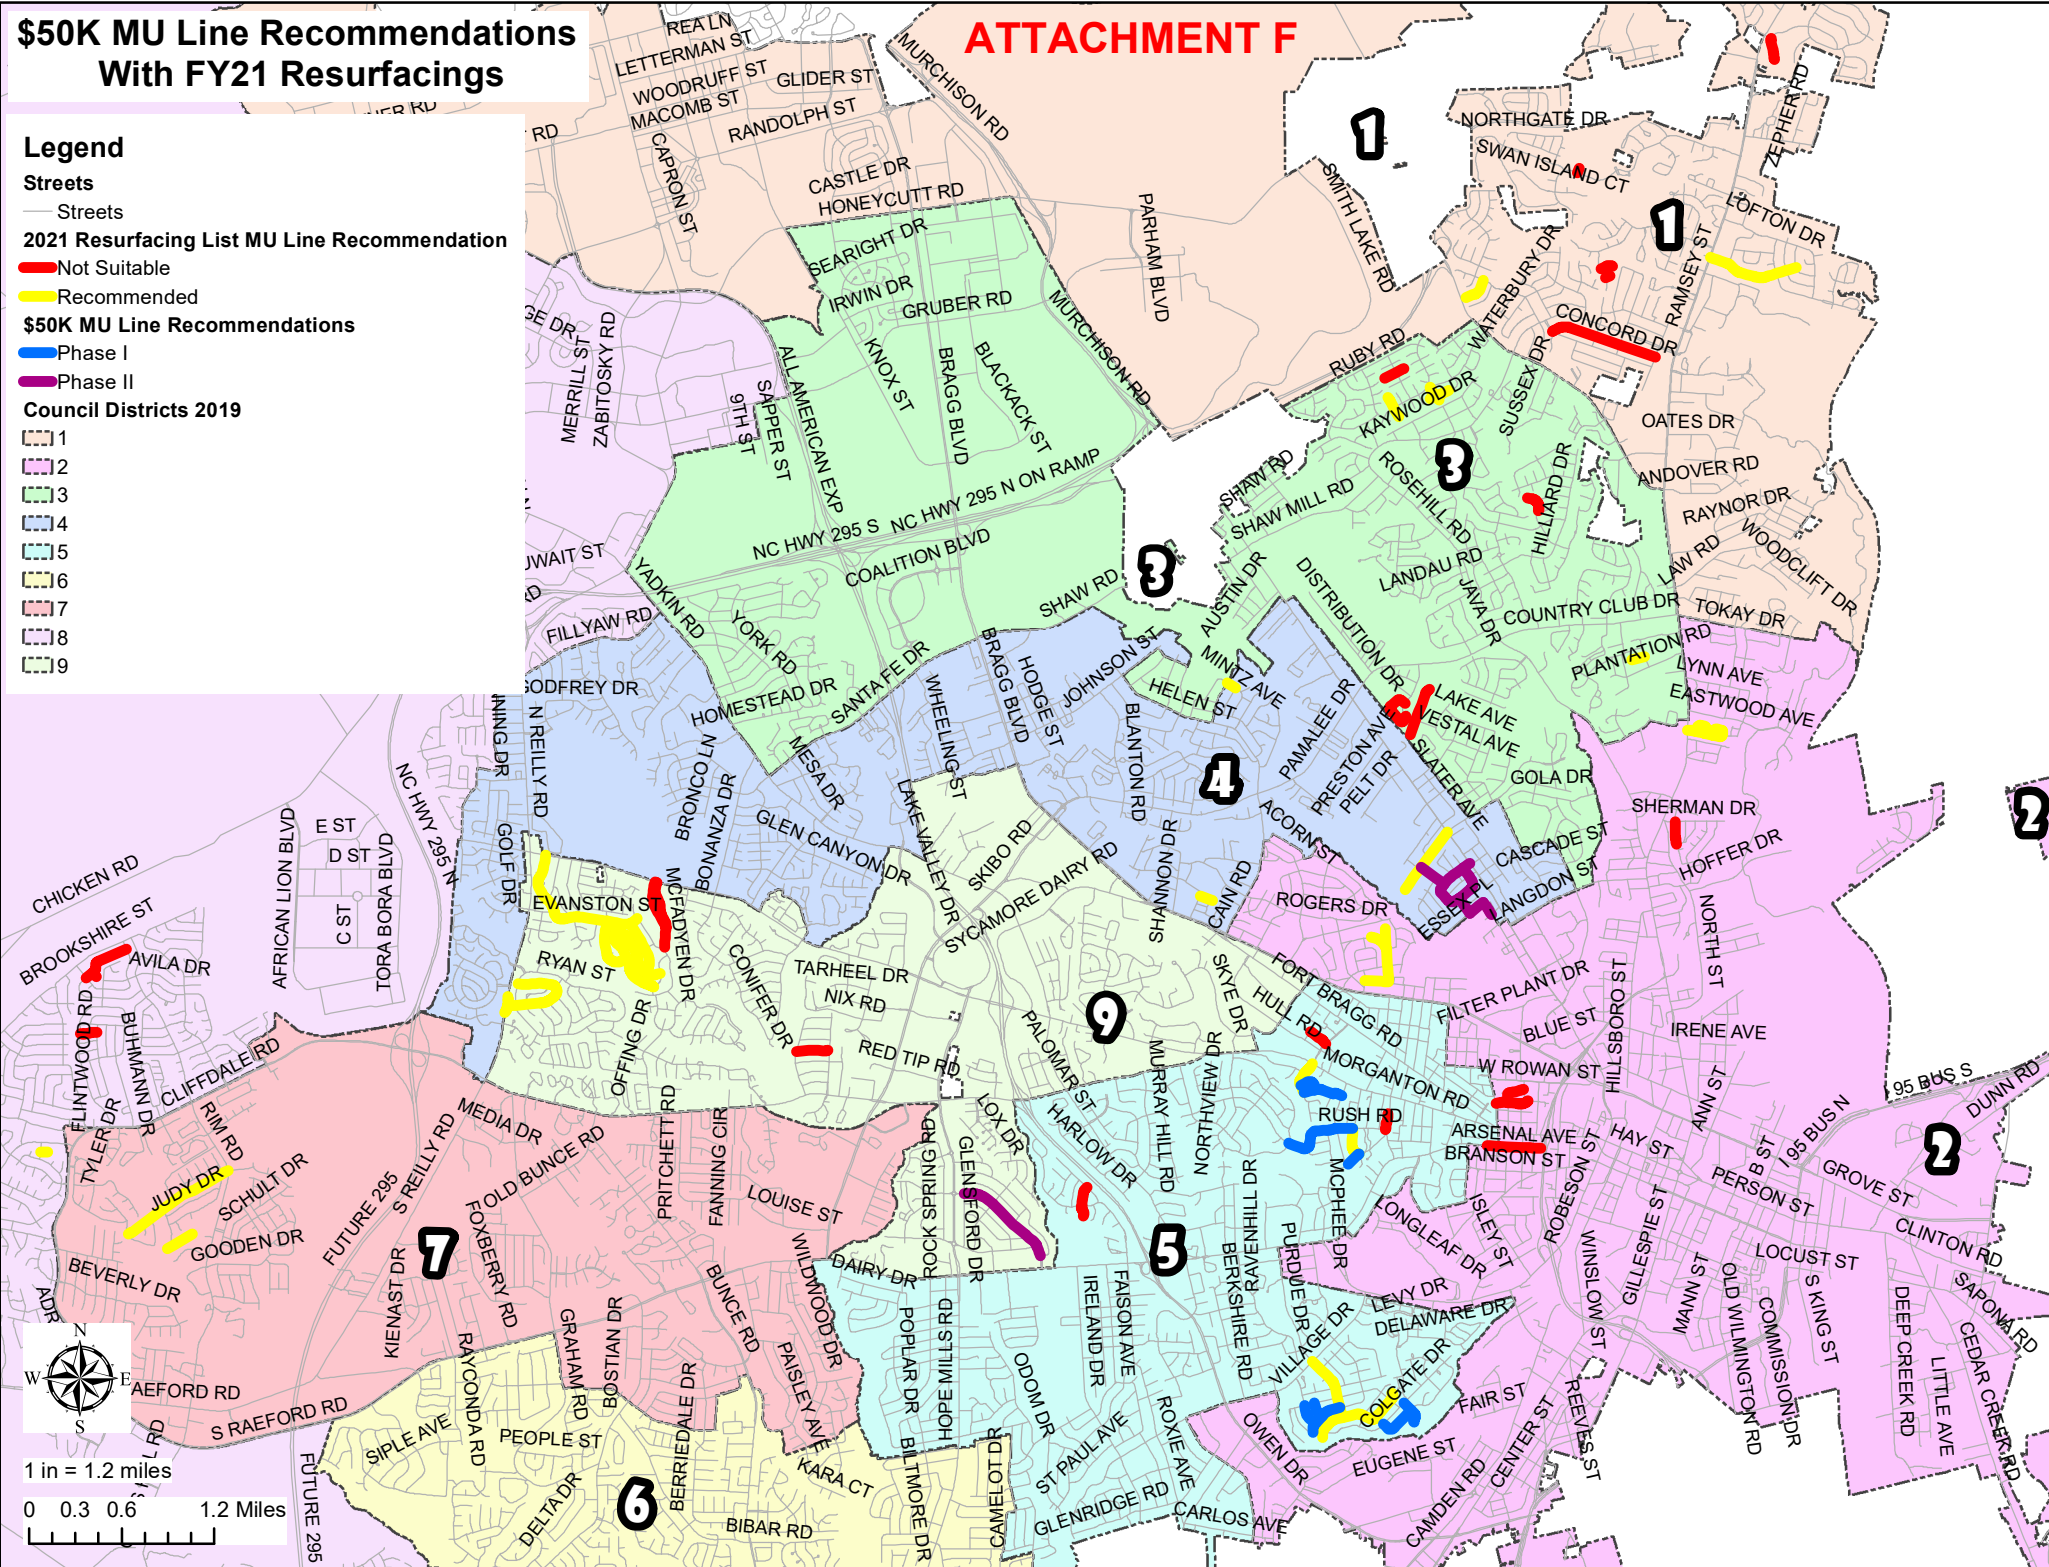 $50K MU Line Recommendations
With FY21 Resurfacings
ATTACHMENT F
Legend
Streets
Streets
2021 Resurfacing List MU Line Recommendation
Not Suitable
Recommended
$50K MU Line Recommendations
Phase I
Phase II
Council Districts 2019
1
2
3
4
5
6
7
8
9
REA LN
LETTERMAN ST
WOODRUFF ST
GLIDER ST
MACOMB ST
RANDOLPH ST
CAPRON ST
CASTLE DR
HONEYCUTT RD
MURCHISON RD
PARHAM BLVD
SMITH LAKE RD
1
NORTHGATE DR
SWAN ISLAND CT
ZEPHER RD
1
LOFTON DR
WATERBURY DR
RAMSEY ST
CONCORD DR
SEARIGHT DR
IRWIN DR
GRUBER RD
MURCHISON RD
KNOX ST
BRAGG BLVD
BLACKACK ST
ALL AMERICAN EXP
SAPPER ST
9TH ST
MERRILL ST
ZABITOSKY RD
GE DR
RUBY RD
KAYWOOD DR
SUSSEX DR
3
OATES DR
ANDOVER RD
RAYNOR DR
WOODCLIFT DR
LAW RD
TOKAY DR
SHAW RD
SHAW MILL RD
ROSEHILL RD
HILLIARD DR
LANDAU RD
JAVA DR
COUNTRY CLUB DR
PLANTATION RD
LYNN AVE
EASTWOOD AVE
NC HWY 295 S
NC HWY 295 N ON RAMP
COALITION BLVD
SHAW RD
3
AUSTIN DR
DISTRIBUTION DR
UWAIT ST
FILLYAW RD
YADKIN RD
YORK RD
HOMESTEAD DR
SANTA FE DR
BRAGG BLVD
HODGE ST
JOHNSON ST
MINTZ AVE
HELEN ST
LAKE AVE
VESTAL AVE
SLATER AVE
GOLA DR
GODFREY DR
NING DR
N REILLY RD
BRONCO LN
BONANZA DR
MESA DR
WHEELING ST
BLANTON RD
4
PAMALEE DR
PRESTON AVE
PELT DR
ACORN ST
SHERMAN DR
HOFFER DR
2
NC HWY 295 N
GOLF DR
GLEN CANYON DR
LAKE VALLEY DR
SKIBO RD
SYCAMORE DAIRY RD
SHANNON DR
CAIN RD
ROGERS DR
ESSEX PL
CASCADE ST
LANGDON ST
NORTH ST
E ST
D ST
C ST
AFRICAN LION BLVD
TORA BORA BLVD
CHICKEN RD
BROOKSHIRE ST
AVILA DR
EVANSTON ST
MCFADYEN DR
RYAN ST
CONIFER DR
TARHEEL DR
NIX RD
OFFING DR
RED TIP RD
9
SKYE DR
FORT BRAGG RD
HULL RD
FILTER PLANT DR
BLUE ST
HILLSBORO ST
IRENE AVE
FLINTWOOD RD
BUHMANN DR
CLIFFDALE RD
TYLER DR
RIM RD
MEDIA DR
PALOMAR ST
MURRAY HILL RD
NORTHVIEW DR
MORGANTON RD
W ROWAN ST
RUSH RD
ARSENAL AVE
BRANSON ST
HAY ST
ANN ST
B ST
I 95 BUS N
I 95 BUS S
DUNN RD
2
GROVE ST
PERSON ST
CLINTON RD
JUDY DR
SCHULT DR
GOODEN DR
BEVERLY DR
FUTURE 295
S REILLY RD
OLD BUNCE RD
FOXBERRY RD
PRITCHETT RD
FANNING CIR
LOUISE ST
LOX DR
HARLOW DR
GLENSFORD DR
ROCK SPRING RD
DAIRY DR
WILDWOOD DR
7
5
RAVENHILL DR
BERKSHIRE RD
MCPHEE DR
PURDUE DR
LONGLEAF DR
ISLEY ST
ROBESON ST
LEVY DR
DELAWARE DR
VILLAGE DR
COLGATE DR
WINSLOW ST
GILLESPIE ST
MANN ST
OLD WILMINGTON RD
COMMISSION DR
LOCUST ST
S KING ST
DEEP CREEK RD
SAPONA RD
CEDAR CREEK RD
LITTLE AVE
KIENAST DR
RAYCONDA RD
GRAHAM RD
BOSTIAN DR
BUNCE RD
PAISLEY AVE
POPLAR DR
HOPE MILLS RD
IRELAND DR
FAISON AVE
ODOM DR
ROXIE AVE
ST PAUL AVE
OWEN DR
FAIR ST
EUGENE ST
CENTER ST
CAMDEN RD
REEVES ST
AEFORD RD
S RAEFORD RD
SIPLE AVE
PEOPLE ST
BERRIEDALE DR
KARA CT
DELTA DR
6
BIBAR RD
BILTMORE DR
CAMELOT DR
GLENRIDGE RD
CARLOS AVE
FUTURE 295
N
W E
S
1 in = 1.2 miles
0 0.3 0.6 1.2 Miles